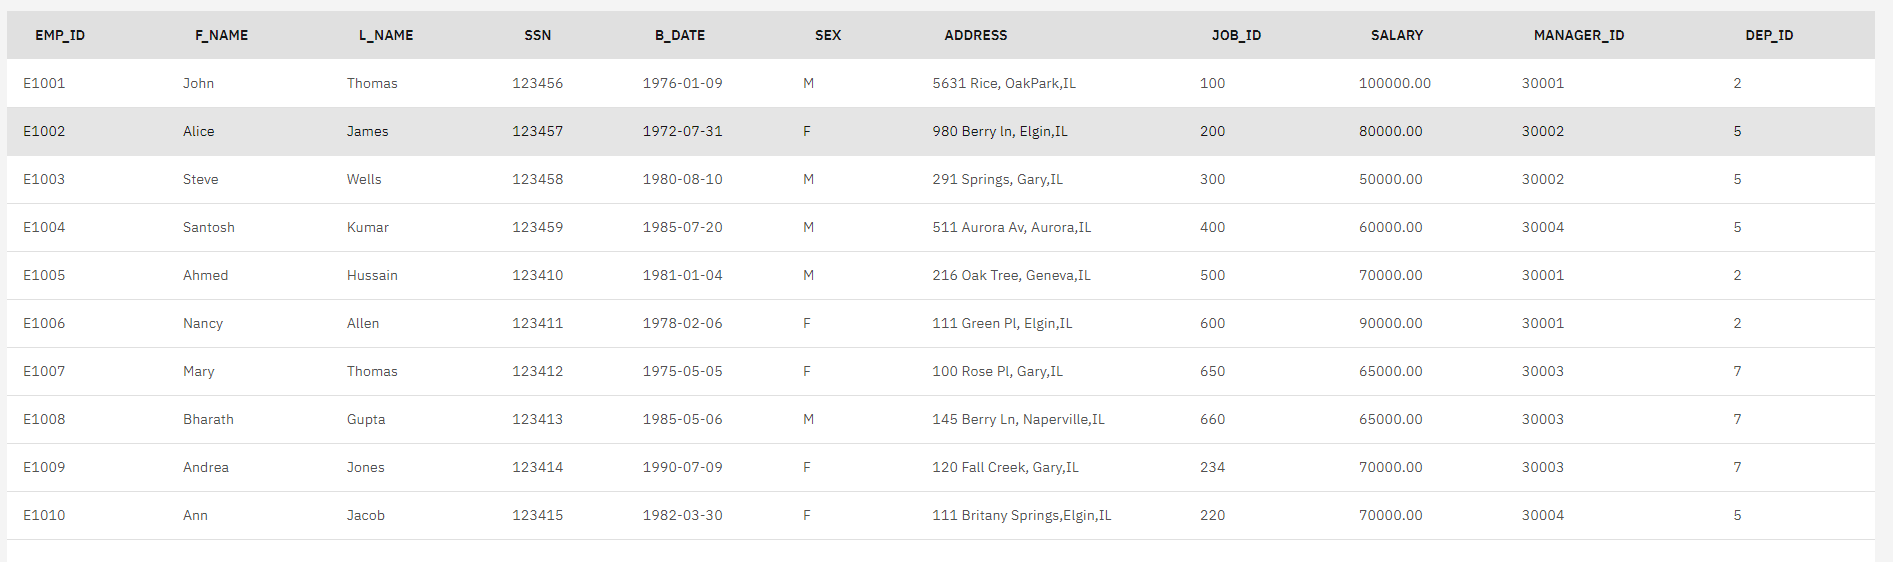 EMP_ID F_NAME L_NAME SSN B_DATE SEX ADDRESS JOB_ID SALARY MANAGER_ID DEP_ID
E1001 John Thomas 123456 1976-01-09 M 5631 Rice, OakPark,IL 100 100000.00 30001 2
E1002 Alice James 123457 1972-07-31 F 980 Berry ln, Elgin,IL 200 80000.00 30002 5
E1003 Steve Wells 123458 1980-08-10 M 291 Springs, Gary,IL 300 50000.00 30002 5
E1004 Santosh Kumar 123459 1985-07-20 M 511 Aurora Av, Aurora,IL 400 60000.00 30004 5
E1005 Ahmed Hussain 123410 1981-01-04 M 216 Oak Tree, Geneva,IL 500 70000.00 30001 2
E1006 Nancy Allen 123411 1978-02-06 F 111 Green Pl, Elgin,IL 600 90000.00 30001 2
E1007 Mary Thomas 123412 1975-05-05 F 100 Rose Pl, Gary,IL 650 65000.00 30003 7
E1008 Bharath Gupta 123413 1985-05-06 M 145 Berry Ln, Naperville,IL 660 65000.00 30003 7
E1009 Andrea Jones 123414 1990-07-09 F 120 Fall Creek, Gary,IL 234 70000.00 30003 7
E1010 Ann Jacob 123415 1982-03-30 F 111 Britany Springs,Elgin,IL 220 70000.00 30004 5